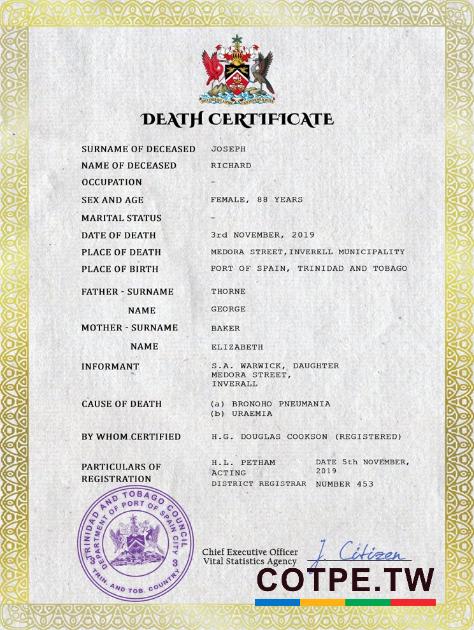 DEATH CERTIFICATE
SURNAME OF DECEASED JOSEPH
NAME OF DECEASED RICHARD
OCCUPATION –
SEX AND AGE FEMALE, 88 YEARS
MARITAL STATUS –
DATE OF DEATH 3rd NOVEMBER, 2019
PLACE OF DEATH MEDORA STREET,INVERELL MUNICIPALITY
PLACE OF BIRTH PORT OF SPAIN, TRINIDAD AND TOBAGO
FATHER - SURNAME THORNE
NAME GEORGE
MOTHER - SURNAME BAKER
NAME ELIZABETH
INFORMANT S.A. WARWICK, DAUGHTER
MEDORA STREET,
INVERALL
CAUSE OF DEATH (a) BRONOHO PNEUMANIA
(b) URAEMIA
BY WHOM CERTIFIED H.G. DOUGLAS COOKSON (REGISTERED)
PARTICULARS OF REGISTRATION
H.L. PETHAM
ACTING
DISTRICT REGISTRAR
DATE 5th NOVEMBER,
2019
NUMBER 453
TRINIDAD AND TOBAGO COUNCIL
DEPARTMENT OF PORT OF SPAIN CITY
3 3
TRIN. AND TOB. COUNTRY
Chief Executive Officer
Vital Statistics Agency
J. Citizen
COTPE.TW